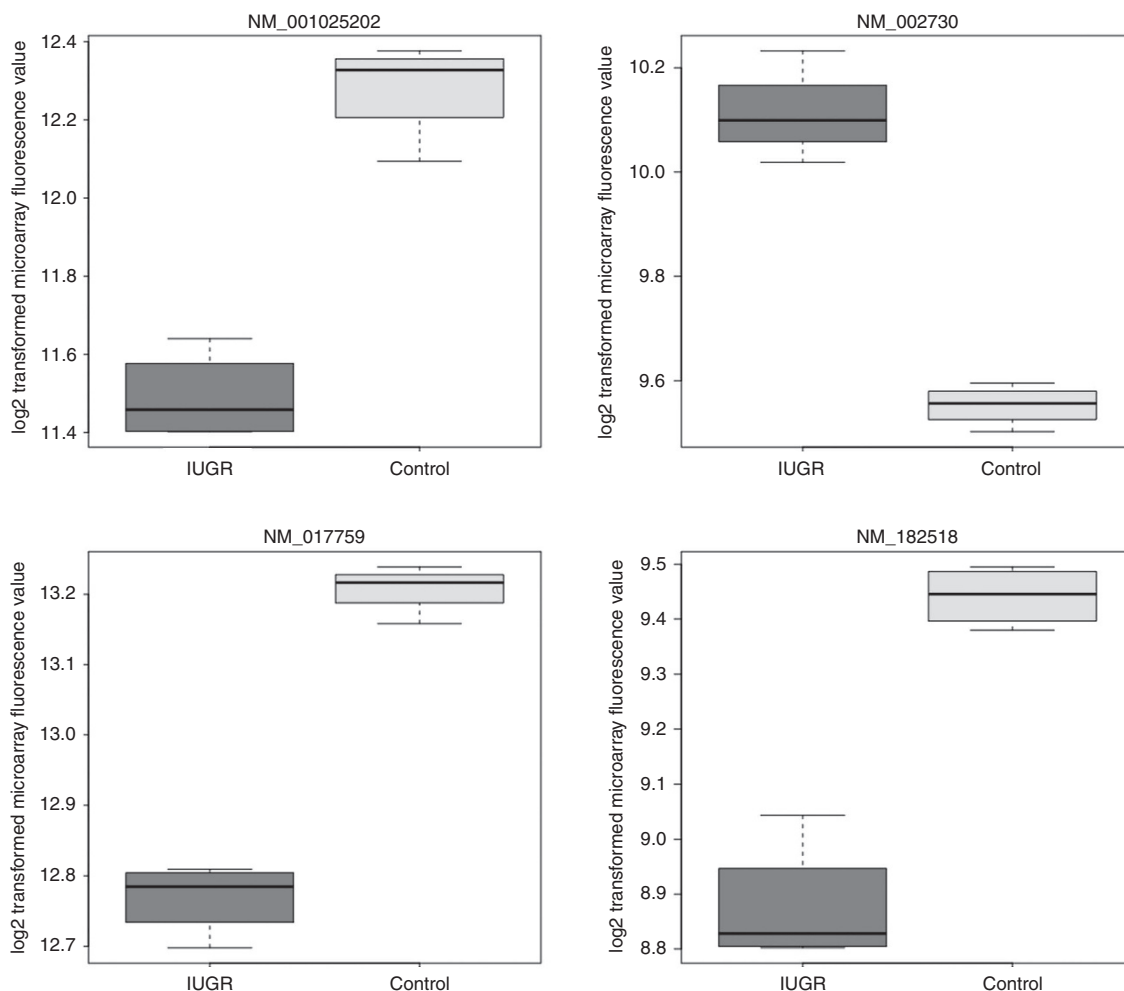 NM_001025202
log2 transformed microarray fluorescence value
12.4
12.2
12.0
11.8
11.6
11.4
IUGR
Control
NM_002730
log2 transformed microarray fluorescence value
10.2
10.0
9.8
9.6
IUGR
Control
NM_017759
log2 transformed microarray fluorescence value
13.2
13.1
13.0
12.9
12.8
12.7
IUGR
Control
NM_182518
log2 transformed microarray fluorescence value
9.5
9.4
9.3
9.2
9.1
9.0
8.9
8.8
IUGR
Control